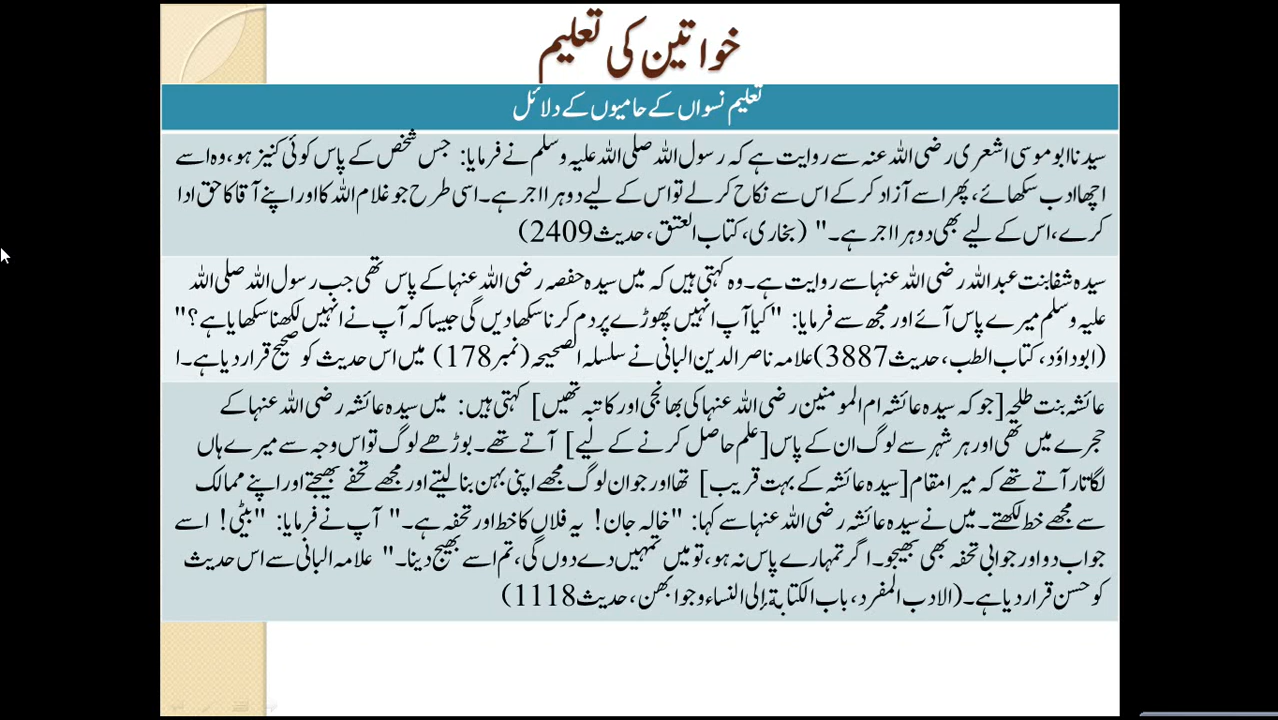 خواتین کی تعلیم
تعلیم نسواں کے حامیوں کے دلائل
سیدنا ابو موسی اشعری رضی اللہ عنہ سے روایت ہے کہ رسول اللہ صلی اللہ علیہ وسلم نے فرمایا: جس شخص کے پاس کوئی کنیز ہو، وہ اسے
اچھا ادب سکھائے، پھر اسے آزاد کر کے اس سے نکاح کر لے تو اس کے لیے دوہرا اجر ہے۔ اسی طرح جو غلام اللہ کا اور اپنے آقا کا حق ادا
کرے، اس کے لیے بھی دوہرا اجر ہے۔" (بخاری، کتاب العتق، حدیث 2409)
سیدہ شفا بنت عبداللہ رضی اللہ عنہا سے روایت ہے۔ وہ کہتی ہیں کہ میں سیدہ حفصہ رضی اللہ عنہا کے پاس تھی جب رسول اللہ صلی اللہ
علیہ وسلم میرے پاس آئے اور مجھ سے فرمایا: "کیا آپ انہیں پھوڑے پر دم کرنا سکھا دیں گی جیسا کہ آپ نے انہیں لکھنا سکھایا ہے؟"
(ابو داؤد، کتاب الطب، حدیث 3887) علامہ ناصر الدین البانی نے سلسلہ الصحیحہ (نمبر 178) میں اس حدیث کو صحیح قرار دیا ہے۔ا
عائشہ بنت طلحہ [جو کہ سیدہ عائشہ ام المومنین رضی اللہ عنہا کی بھانجی اور کاتبہ تھیں] کہتی ہیں: میں سیدہ عائشہ رضی اللہ عنہا کے
حجرے میں تھی اور ہر شہر سے لوگ ان کے پاس [علم حاصل کرنے کے لیے] آتے تھے۔ بوڑھے لوگ تو اس وجہ سے میرے ہاں
لگاتار آتے تھے کہ میرا مقام [سیدہ عائشہ کے بہت قریب] تھا اور جوان لوگ مجھے اپنی بہن بنا لیتے اور مجھے تحفے بھیجتے اور اپنے ممالک
سے مجھے خط لکھتے۔ میں نے سیدہ عائشہ رضی اللہ عنہا سے کہا: "خالہ جان! یہ فلاں کا خط اور تحفہ ہے۔" آپ نے فرمایا: "بیٹی! اسے
جواب دو اور جوابی تحفہ بھی بھیجو۔ اگر تمہارے پاس نہ ہو، تو میں تمہیں دے دوں گی، تم اسے بھیج دینا۔" علامہ البانی سے اس حدیث
کو حسن قرار دیا ہے۔ (الادب المفرد، باب الكتابة إلى النساء وجوابهن، حدیث 1118)